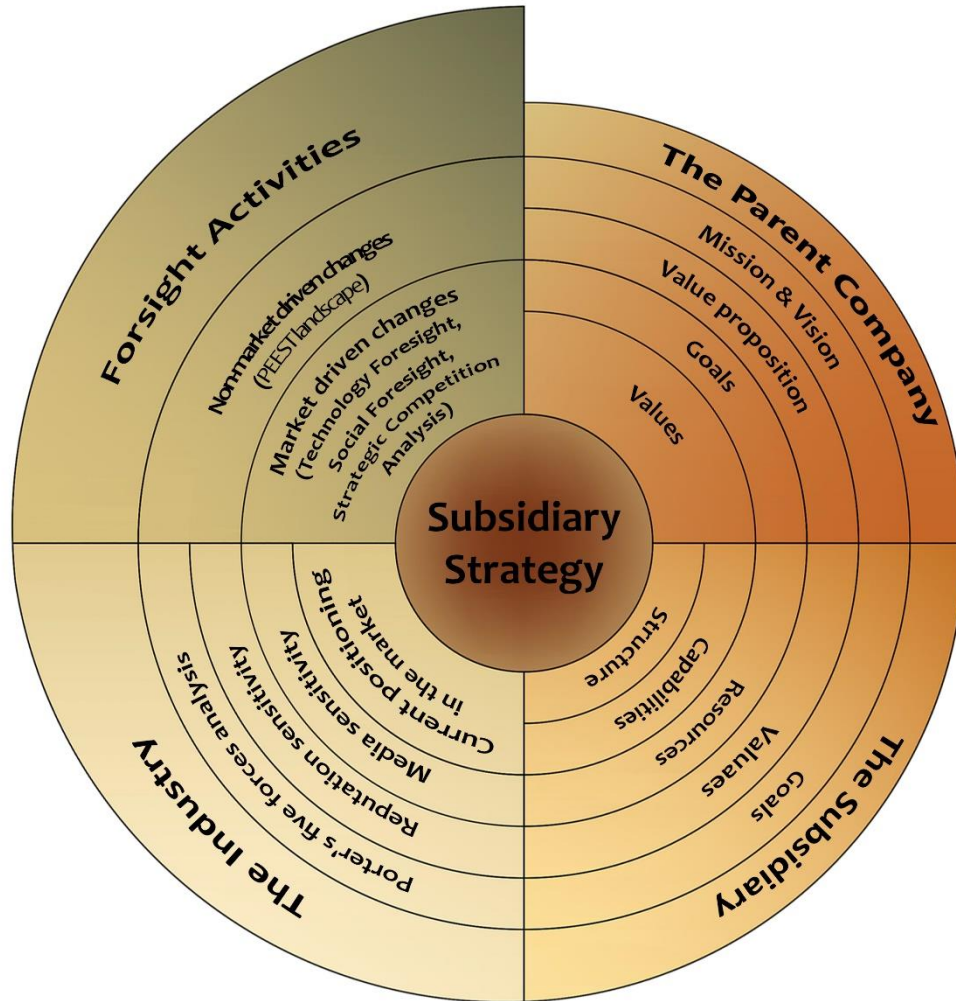 Forsight Activities
Non-market driven changes
(PEEST landscape)
Market driven changes
(Technology Foresight,
Social Foresight,
Strategic Competition
Analysis)
The Parent Company
Mission & Vision
Value proposition
Goals
Values
Subsidiary
Strategy
Structure
Capabilities
Resources
Valuaes
Goals
The Subsidiary
Current positioning
in the market
Media sensitivity
Reputation sensitivity
Porter's five forces analysis
The Industry